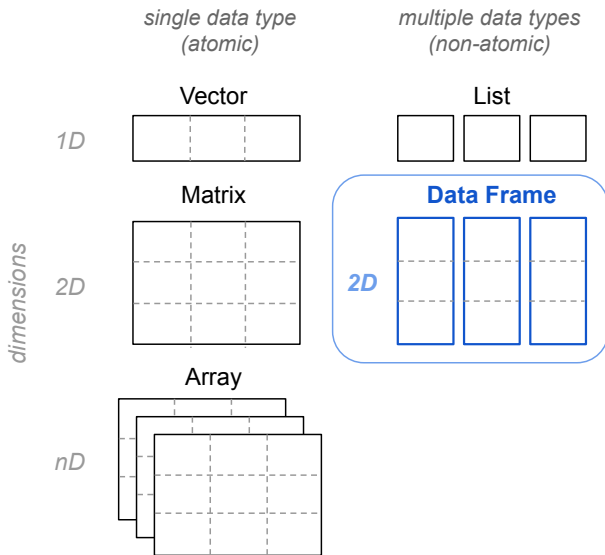 single data type
(atomic)
multiple data types
(non-atomic)
Vector
List
1D
Matrix
Data Frame
2D
2D
dimensions
Array
nD